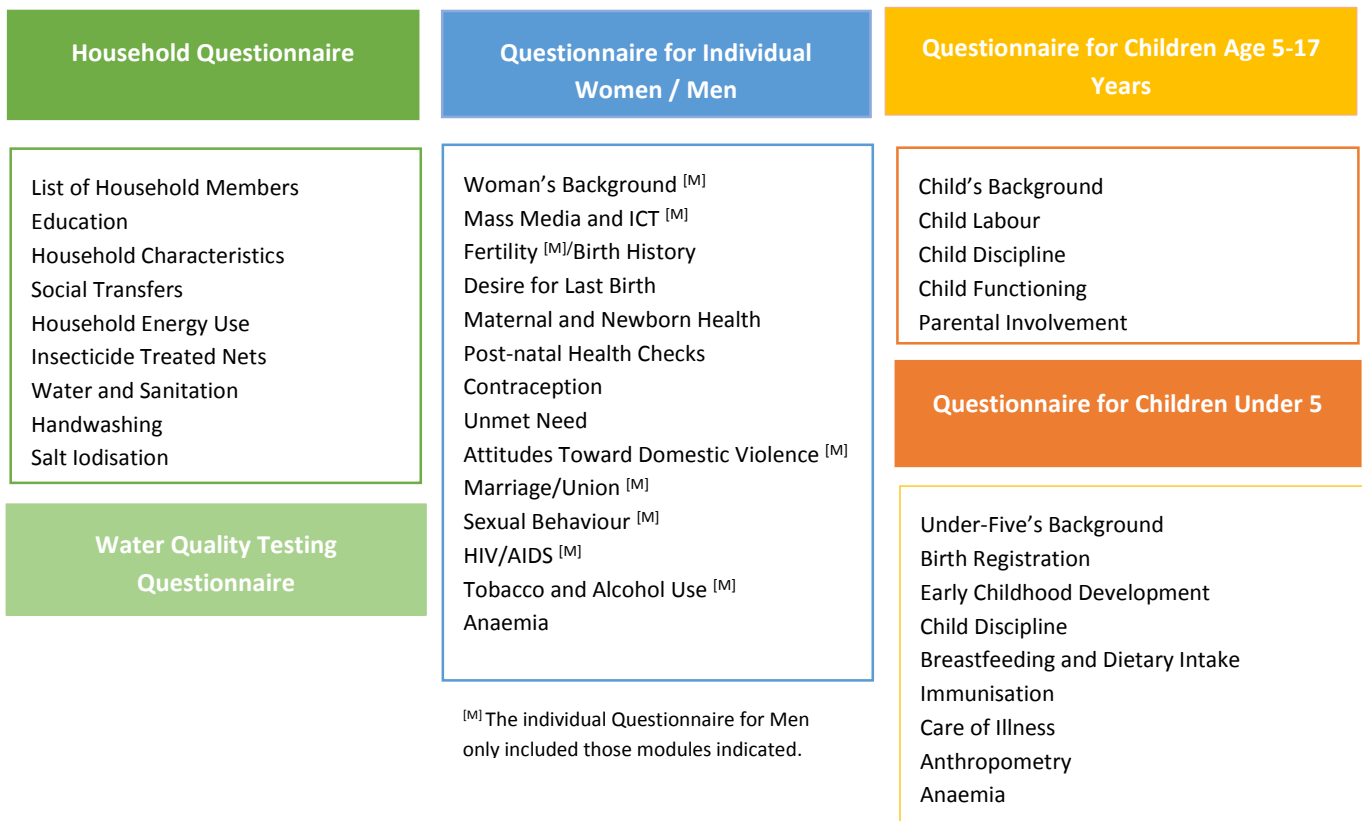 Household Questionnaire
List of Household Members
Education
Household Characteristics
Social Transfers
Household Energy Use
Insecticide Treated Nets
Water and Sanitation
Handwashing
Salt Iodisation
Water Quality Testing
Questionnaire
Questionnaire for Individual
Women / Men
Woman’s Background [M]
Mass Media and ICT [M]
Fertility [M]/Birth History
Desire for Last Birth
Maternal and Newborn Health
Post-natal Health Checks
Contraception
Unmet Need
Attitudes Toward Domestic Violence [M]
Marriage/Union [M]
Sexual Behaviour [M]
HIV/AIDS [M]
Tobacco and Alcohol Use [M]
Anaemia
[M] The individual Questionnaire for Men
only included those modules indicated.
Questionnaire for Children Age 5-17
Years
Child’s Background
Child Labour
Child Discipline
Child Functioning
Parental Involvement
Questionnaire for Children Under 5
Under-Five’s Background
Birth Registration
Early Childhood Development
Child Discipline
Breastfeeding and Dietary Intake
Immunisation
Care of Illness
Anthropometry
Anaemia